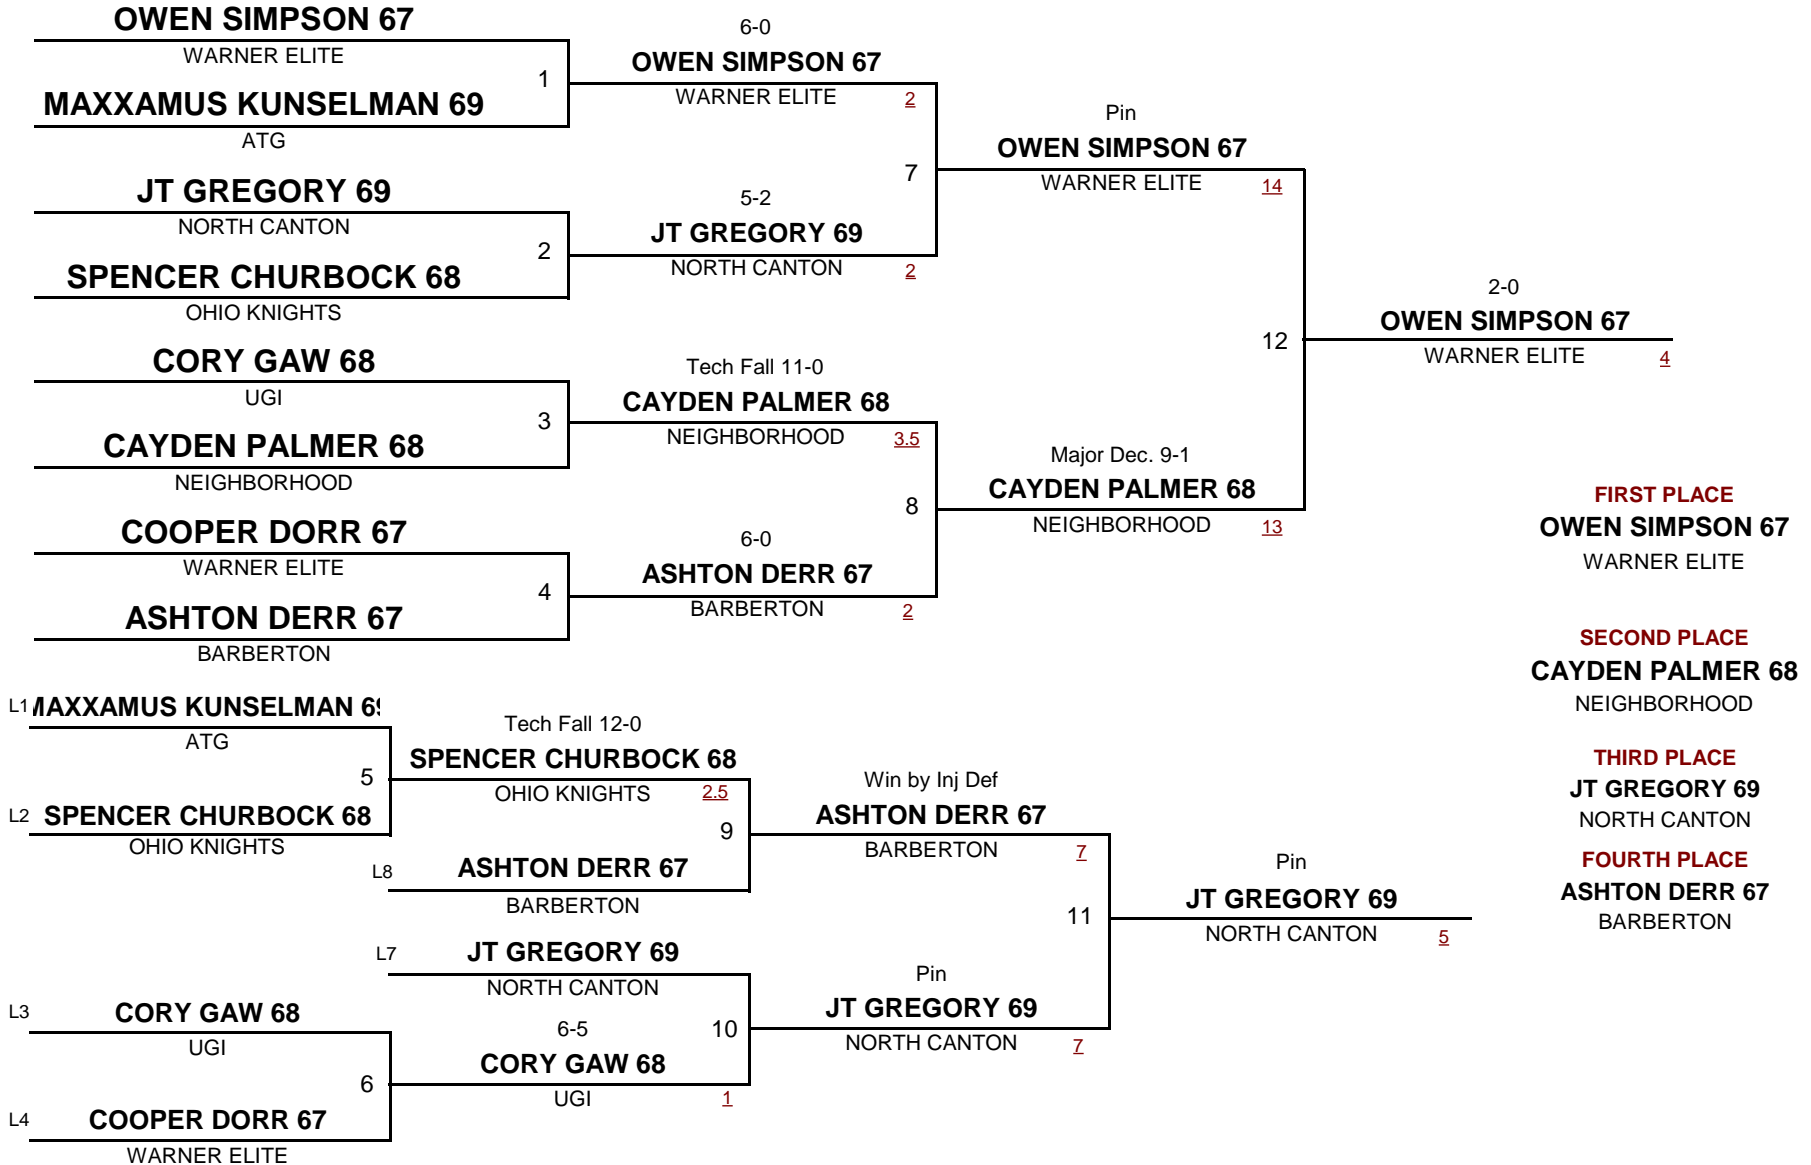 OWEN SIMPSON 67
WARNER ELITE
1
MAXXAMUS KUNSELMAN 69
ATG
JT GREGORY 69
NORTH CANTON
2
SPENCER CHURBOCK 68
OHIO KNIGHTS
CORY GAW 68
UGI
3
CAYDEN PALMER 68
NEIGHBORHOOD
COOPER DORR 67
WARNER ELITE
4
ASHTON DERR 67
BARBERTON
6-0
OWEN SIMPSON 67
WARNER ELITE 2
7
5-2
JT GREGORY 69
NORTH CANTON 2
Tech Fall 11-0
CAYDEN PALMER 68
NEIGHBORHOOD 3.5
8
6-0
ASHTON DERR 67
BARBERTON 2
Pin
OWEN SIMPSON 67
WARNER ELITE 14
12
Major Dec. 9-1
CAYDEN PALMER 68
NEIGHBORHOOD 13
2-0
OWEN SIMPSON 67
WARNER ELITE 4
FIRST PLACE
OWEN SIMPSON 67
WARNER ELITE
SECOND PLACE
CAYDEN PALMER 68
NEIGHBORHOOD
THIRD PLACE
JT GREGORY 69
NORTH CANTON
FOURTH PLACE
ASHTON DERR 67
BARBERTON
L1 MAXXAMUS KUNSELMAN 69
ATG
5
L2 SPENCER CHURBOCK 68
OHIO KNIGHTS
Tech Fall 12-0
SPENCER CHURBOCK 68
OHIO KNIGHTS 2.5
9
L8 ASHTON DERR 67
BARBERTON
L7 JT GREGORY 69
NORTH CANTON
10
L3 CORY GAW 68
UGI
6
L4 COOPER DORR 67
WARNER ELITE
6-5
CORY GAW 68
UGI 1
Win by Inj Def
ASHTON DERR 67
BARBERTON 7
11
Pin
JT GREGORY 69
NORTH CANTON 7
Pin
JT GREGORY 69
NORTH CANTON 5